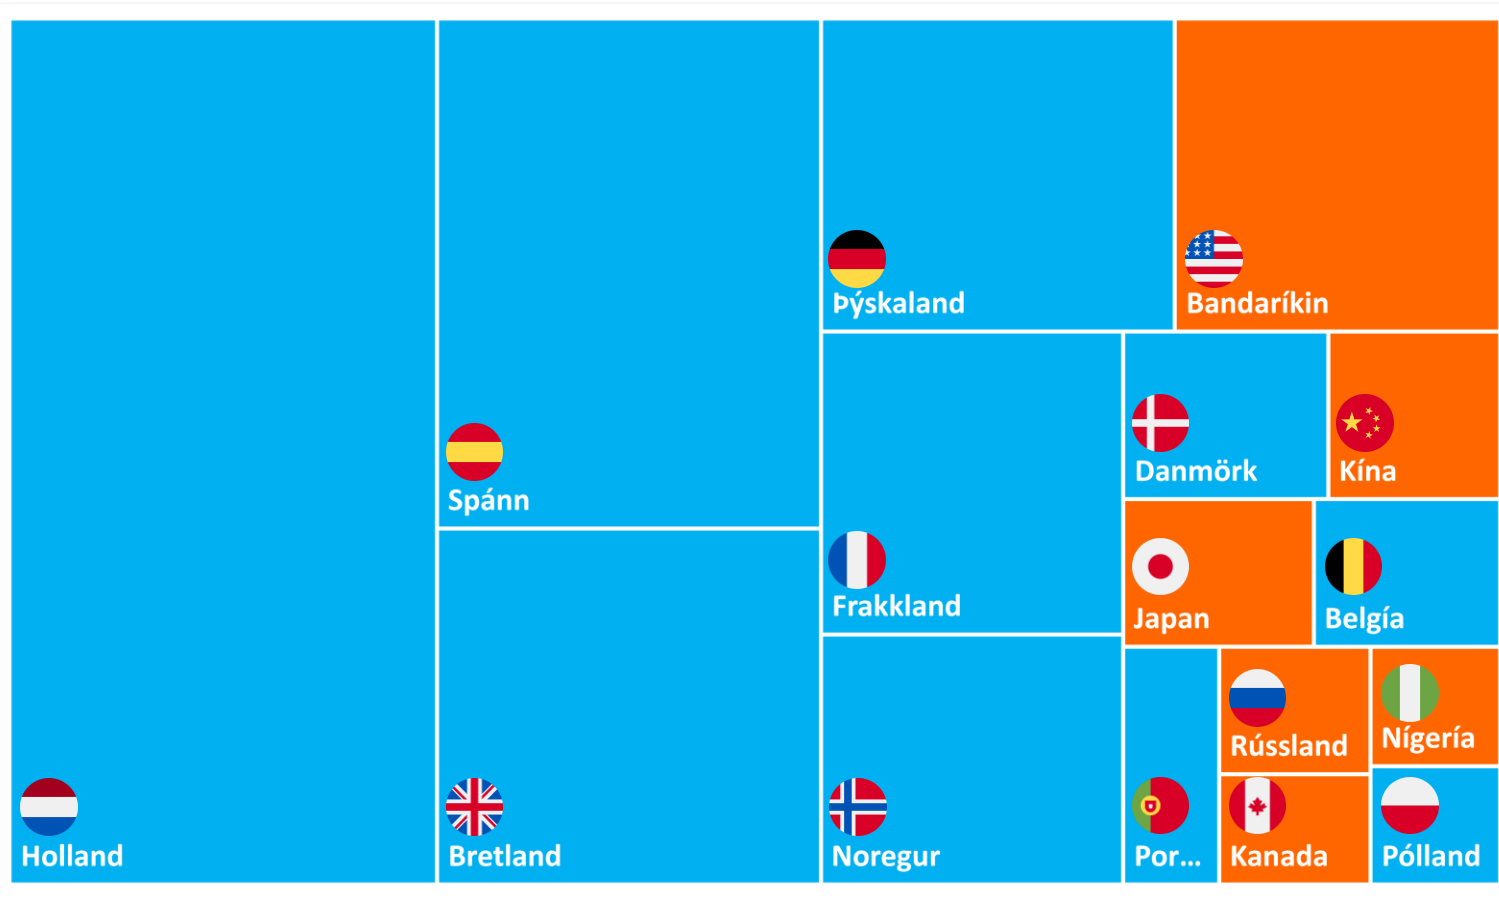 Holland
Spánn
Bretland
Þýskaland
Bandaríkin
Frakkland
Noregur
Danmörk
Kína
Japan
Belgía
Por...
Rússland
Nígería
Kanada
Pólland